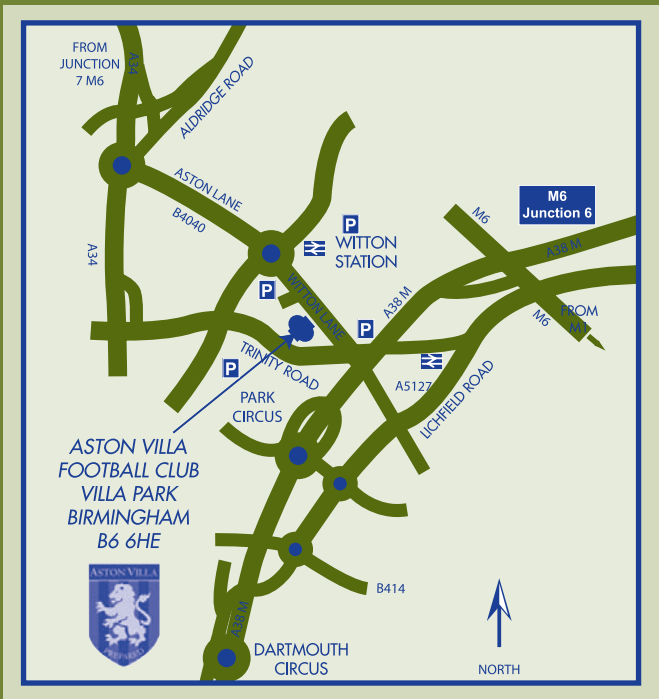 FROM
JUNCTION
7 M6
A34
ALDRIDGE ROAD
ASTON LANE
B4040
A34
P
WITTON
STATION
M6
Junction 6
M6
A38 M
M6
FROM
M1
P
WITTON LANE
A38 M
P
TRINITY ROAD
P
A5127
LICHFIELD ROAD
PARK
CIRCUS
ASTON VILLA
FOOTBALL CLUB
VILLA PARK
BIRMINGHAM
B6 6HE
ASTON VILLA
PREPARED
B414
A38 M
DARTMOUTH
CIRCUS
NORTH